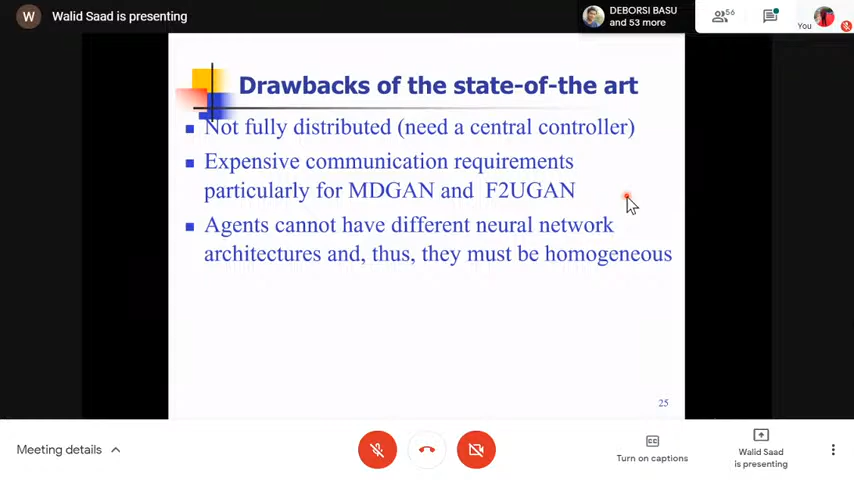 W Walid Saad is presenting
DEBORSI BASU
and 53 more
56
You
Drawbacks of the state-of-the art
Not fully distributed (need a central controller)
Expensive communication requirements
particularly for MDGAN and F2UGAN
Agents cannot have different neural network
architectures and, thus, they must be homogeneous
25
Meeting details
CC
Turn on captions
Walid Saad
is presenting